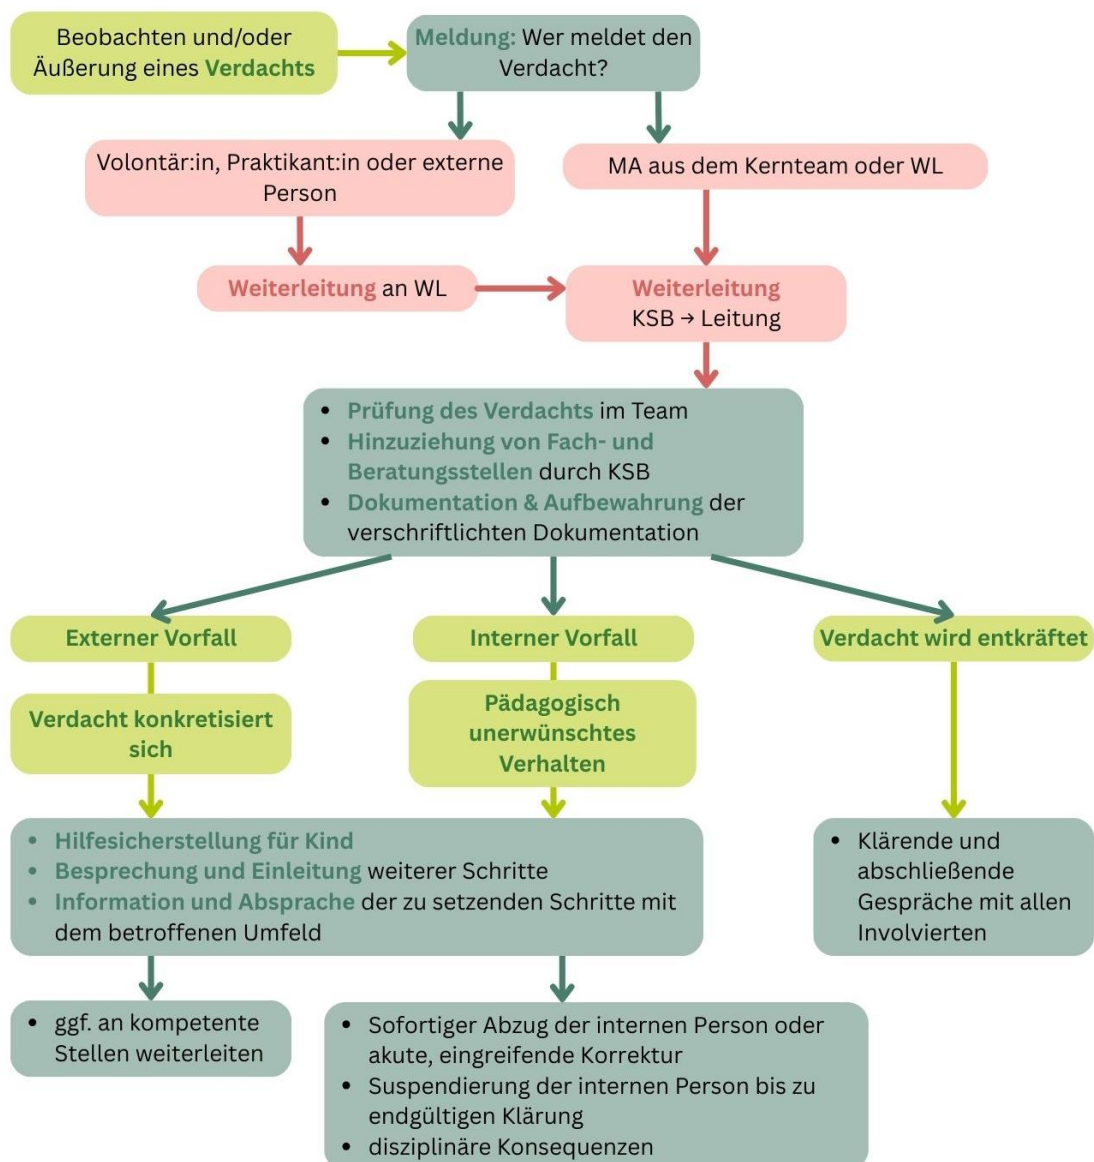 Beobachten und/oder
Äußerung eines Verdachts
Meldung: Wer meldet den
Verdacht?
Volontär:in, Praktikant:in oder externe
Person
MA aus dem Kernteam oder WL
Weiterleitung an WL
Weiterleitung
KSB → Leitung
• Prüfung des Verdachts im Team
• Hinzuziehung von Fach- und
Beratungsstellen durch KSB
• Dokumentation & Aufbewahrung der
verschriftlichten Dokumentation
Externer Vorfall
Interner Vorfall
Verdacht wird entkräftet
Verdacht konkretisiert
sich
Pädagogisch
unerwünschtes
Verhalten
• Hilfesicherstellung für Kind
• Besprechung und Einleitung weiterer Schritte
• Information und Absprache der zu setzenden Schritte mit
dem betroffenen Umfeld
• Klärende und
abschließende
Gespräche mit allen
Involvierten
• ggf. an kompetente
Stellen weiterleiten
• Sofortiger Abzug der internen Person oder
akute, eingreifende Korrektur
• Suspendierung der internen Person bis zu
endgültigen Klärung
• disziplinäre Konsequenzen